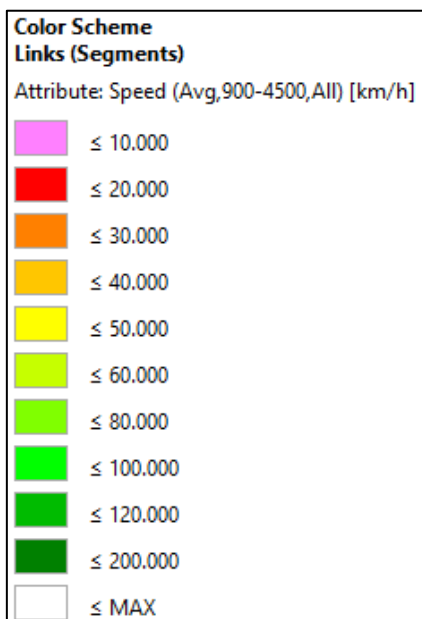 Color Scheme
Links (Segments)
Attribute: Speed (Avg,900-4500,All) [km/h]
≤ 10.000
≤ 20.000
≤ 30.000
≤ 40.000
≤ 50.000
≤ 60.000
≤ 80.000
≤ 100.000
≤ 120.000
≤ 200.000
≤ MAX